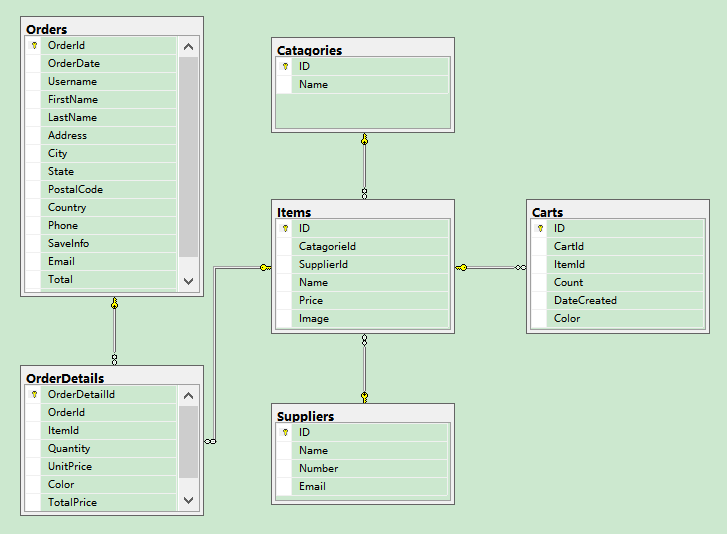 Orders
OrderId
OrderDate
Username
FirstName
LastName
Address
City
State
PostalCode
Country
Phone
SaveInfo
Email
Total
Catagories
ID
Name
Items
ID
CatagorieId
SupplierId
Name
Price
Image
Carts
ID
CartId
ItemId
Count
DateCreated
Color
OrderDetails
OrderDetailId
OrderId
ItemId
Quantity
UnitPrice
Color
TotalPrice
Suppliers
ID
Name
Number
Email